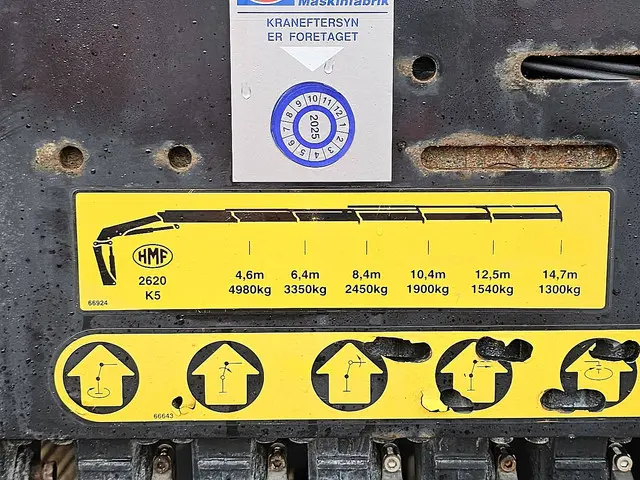 Maskinfabrik
KRANEFTERSYN
ER FORETAGET
10 11 12 1 2 3 4 5 6 7 8 9
2025
HMF
2620
K5
4,6m 6,4m 8,4m 10,4m 12,5m 14,7m
4980kg 3350kg 2450kg 1900kg 1540kg 1300kg
66924
66643